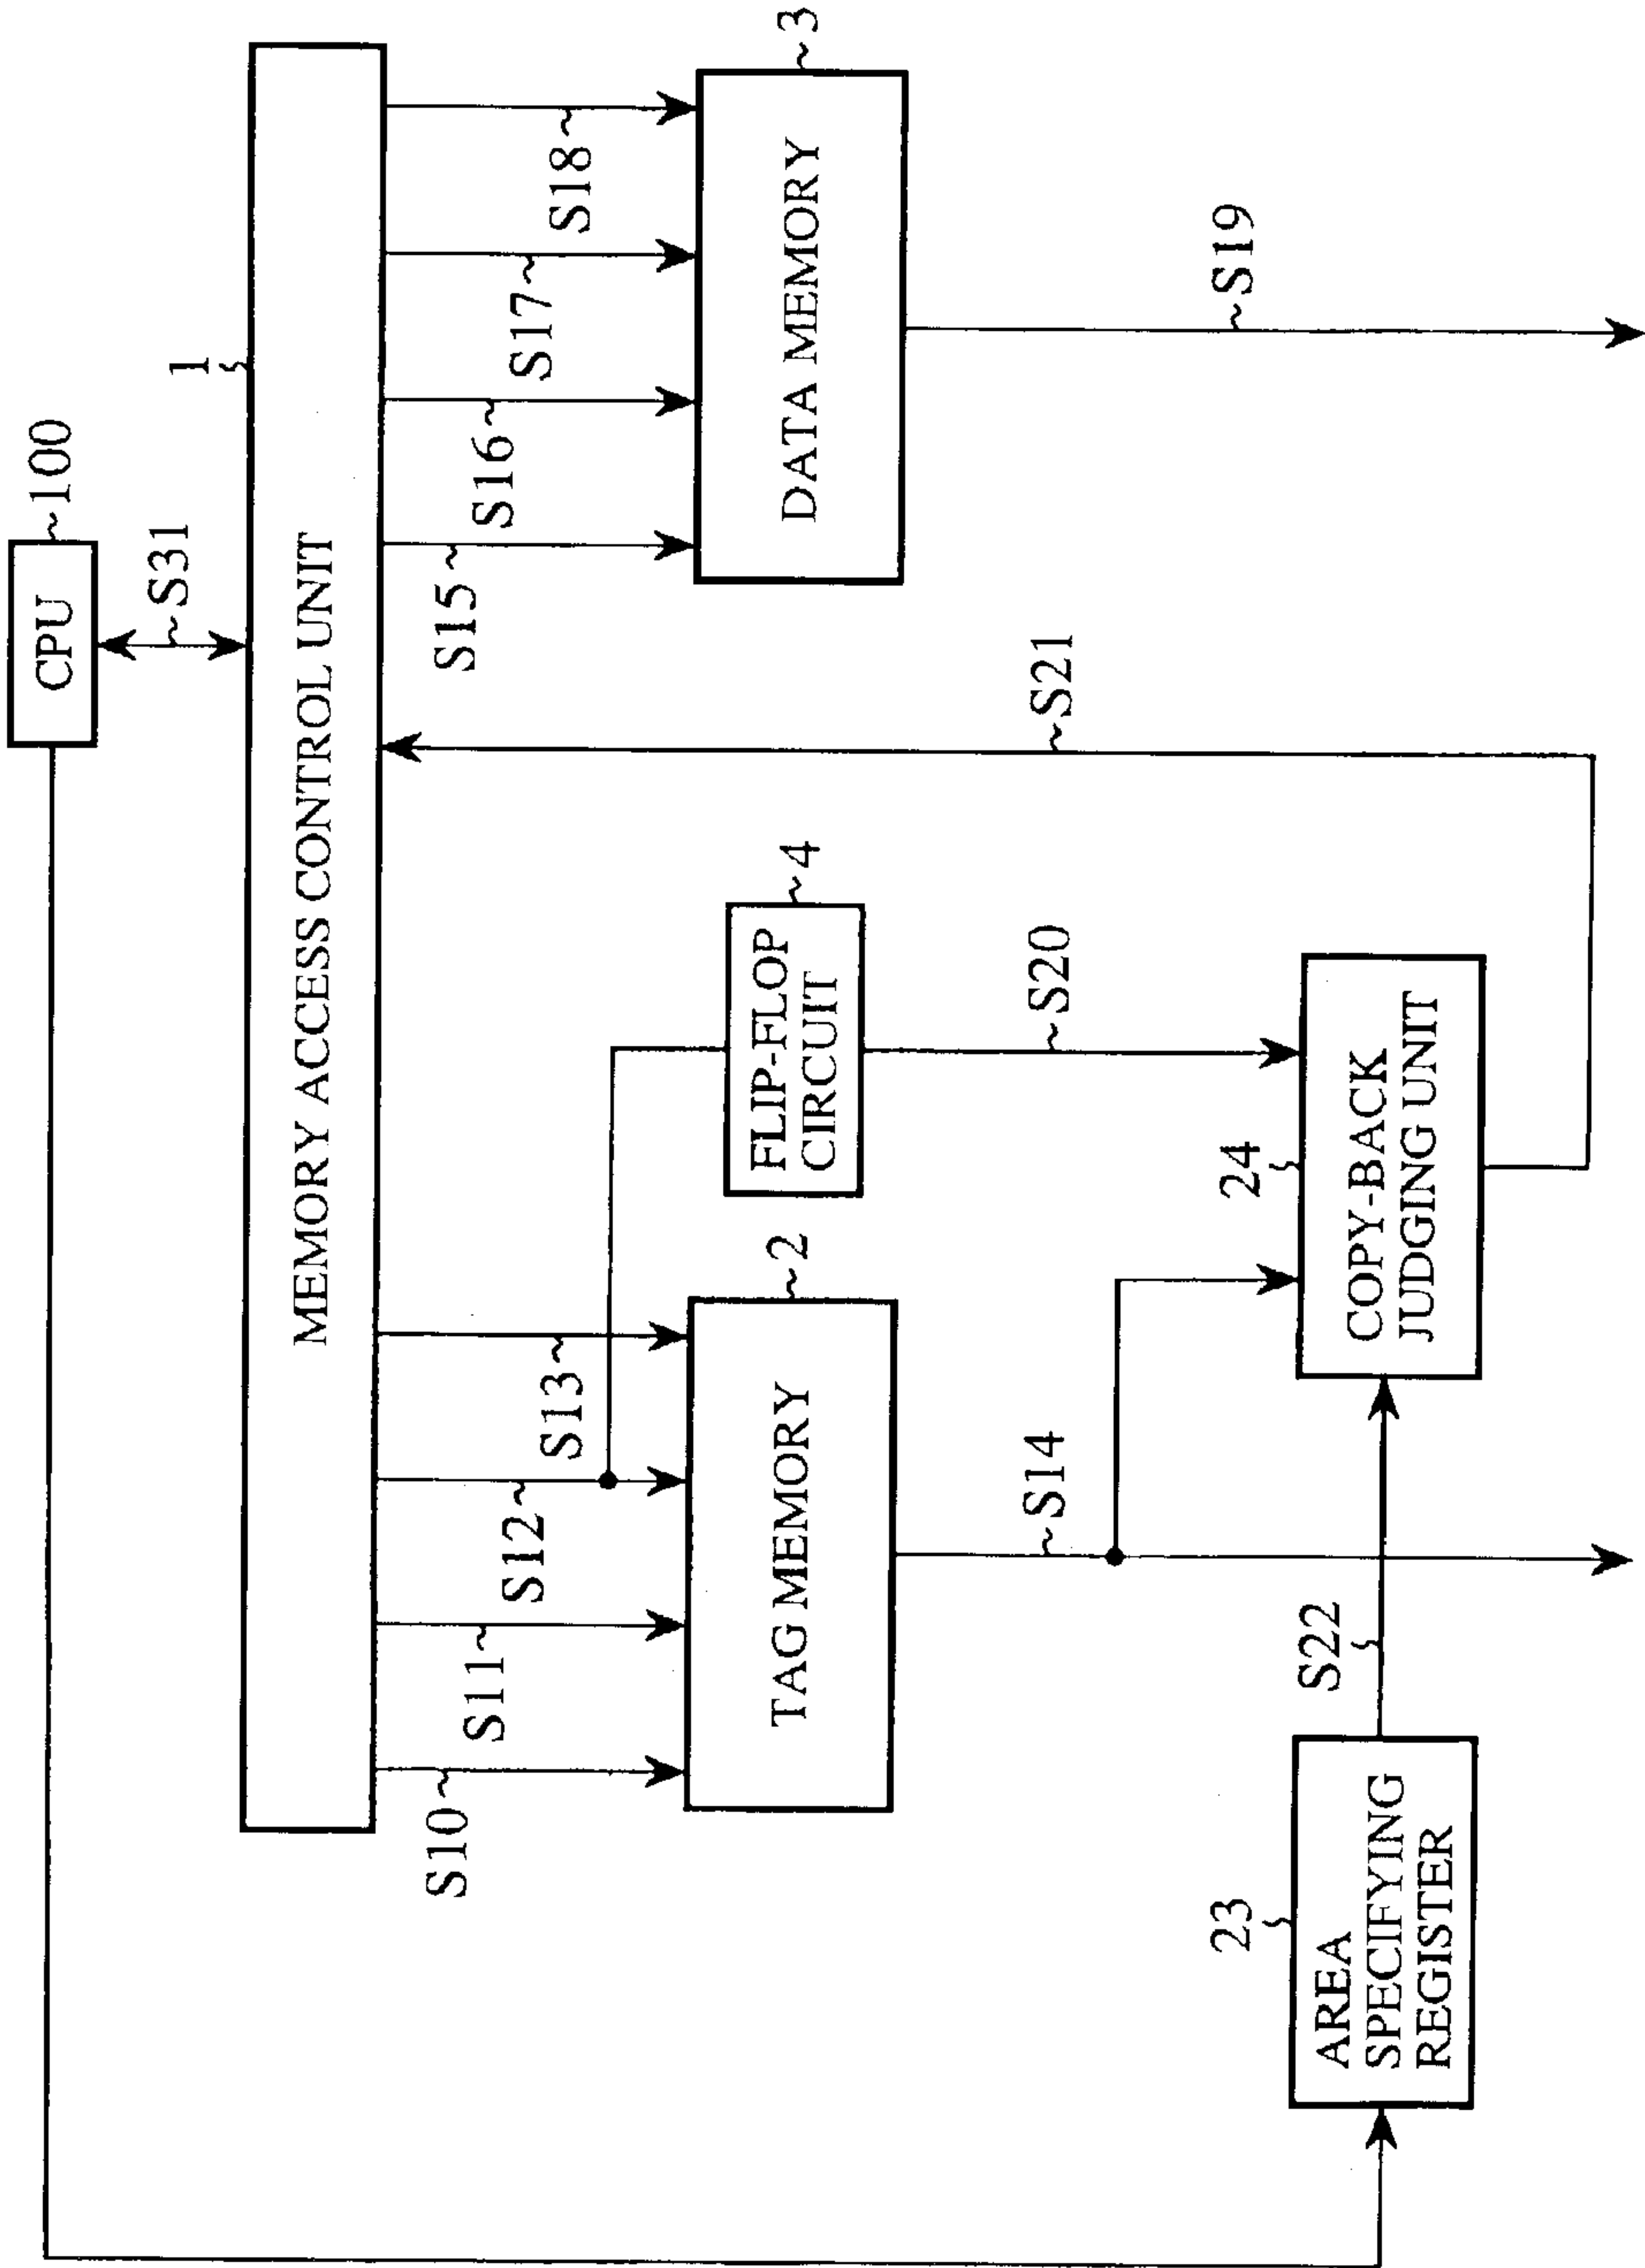 CPU
100
S31
1
MEMORY ACCESS CONTROL UNIT
S10
S11
S12
S13
S15
S16
S17
S18
TAG MEMORY
2
FLIP-FLOP
CIRCUIT
4
DATA MEMORY
3
S14
S20
S21
S19
23
AREA
SPECIFYING
REGISTER
S22
24
COPY-BACK
JUDGING UNIT